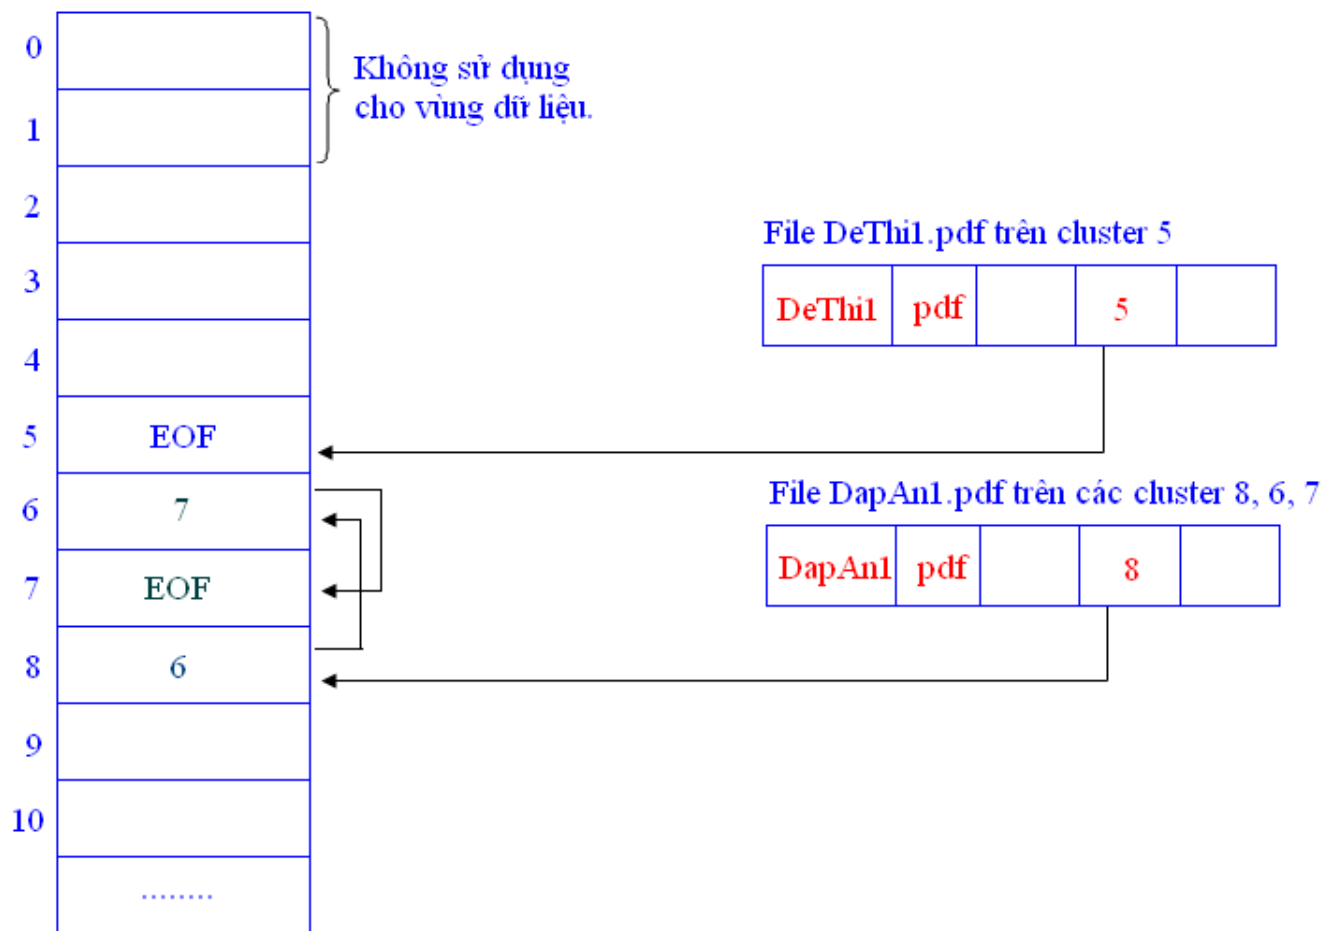 0
Không sử dụng
cho vùng dữ liệu.
1
2
File DeThi1.pdf trên cluster 5
3
DeThi1 pdf 5
4
5 EOF
6 7
File DapAn1.pdf trên các cluster 8, 6, 7
7 EOF
DapAn1 pdf 8
8 6
9
10
........